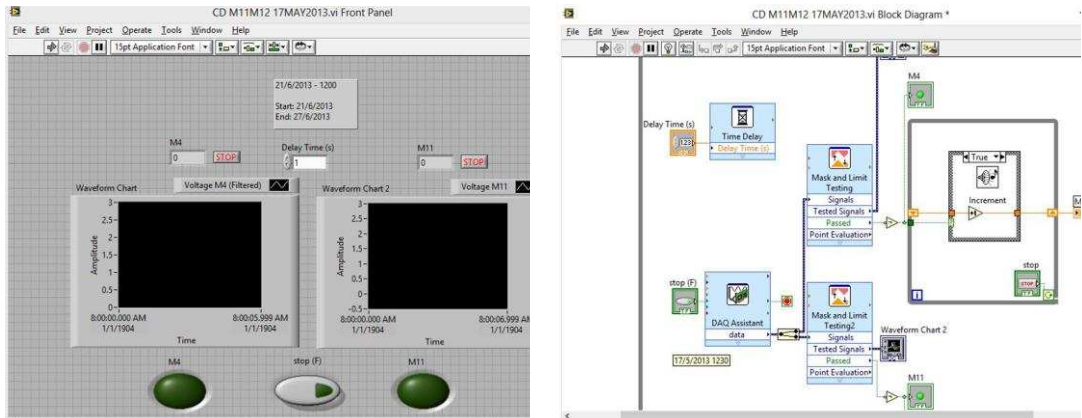 CD M11M12 17MAY2013.vi Front Panel
File Edit View Project Operate Tools Window Help
15pt Application Font
21/6/2013 - 1200
Start: 21/6/2013
End: 27/6/2013
M4
0
STOP
Delay Time (s)
1
M11
0
STOP
Waveform Chart
Voltage M4 (Filtered)
Amplitude
3
2.5
2
1.5
1
0.5
0
8:00:00.000 AM
1/1/1904
8:00:05.999 AM
1/1/1904
Time
Waveform Chart 2
Voltage M11
Amplitude
3
2.5
2
1.5
1
0.5
0
-0.5
8:00:00.000 AM
1/1/1904
8:00:05.999 AM
1/1/1904
Time
M4
stop (F)
M11
CD M11M12 17MAY2013.vi Block Diagram *
File Edit View Project Operate Tools Window Help
15pt Application Font
M4
Delay Time (s)
1.23
Time Delay
Delay Time (s)
Mask and Limit
Testing
Signals
Tested Signals
Passed
Point Evaluation
True
Increment
stop
STOP
i
stop (F)
DAQ Assistant
data
17/5/2013 1230
Mask and Limit
Testing2
Signals
Tested Signals
Passed
Point Evaluation
Waveform Chart 2
M11